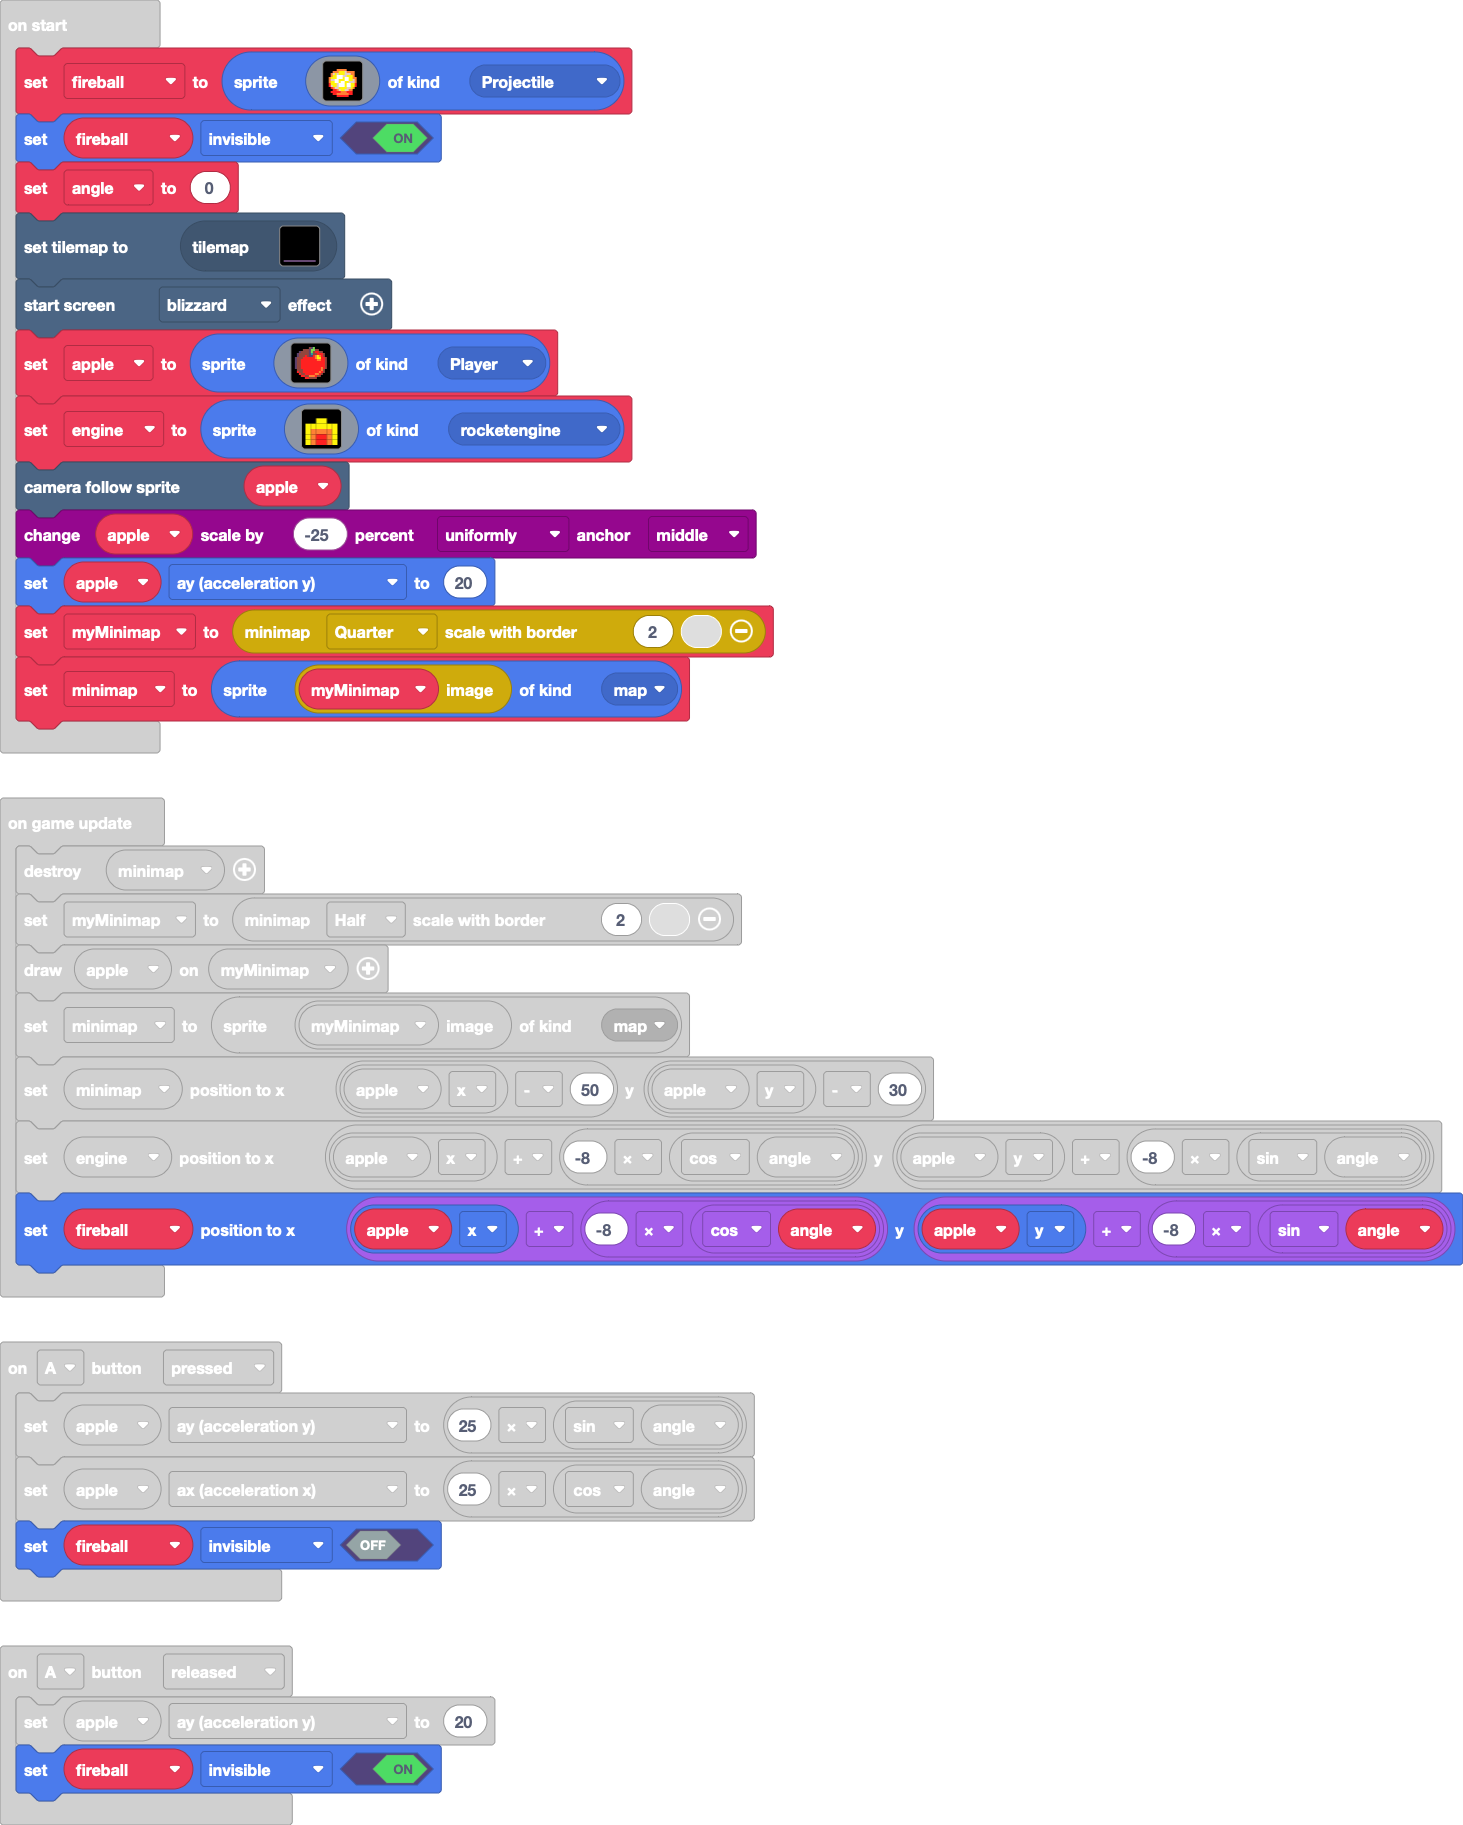 on start
set fireball to sprite of kind Projectile
set fireball invisible ON
set angle to 0
set tilemap to tilemap
start screen blizzard effect
set apple to sprite of kind Player
set engine to sprite of kind rocketengine
camera follow sprite apple
change apple scale by -25 percent uniformly anchor middle
set apple ay (acceleration y) to 20
set myMinimap to minimap Quarter scale with border 2
set minimap to sprite myMinimap image of kind map
on game update
destroy minimap
set myMinimap to minimap Half scale with border 2
draw apple on myMinimap
set minimap to sprite myMinimap image of kind map
set minimap position to x apple x - 50 y apple y - 30
set engine position to x apple x + -8 × cos angle y apple y + -8 × sin angle
set fireball position to x apple x + -8 × cos angle y apple y + -8 × sin angle
on A button pressed
set apple ay (acceleration y) to 25 × sin angle
set apple ax (acceleration x) to 25 × cos angle
set fireball invisible OFF
on A button released
set apple ay (acceleration y) to 20
set fireball invisible ON